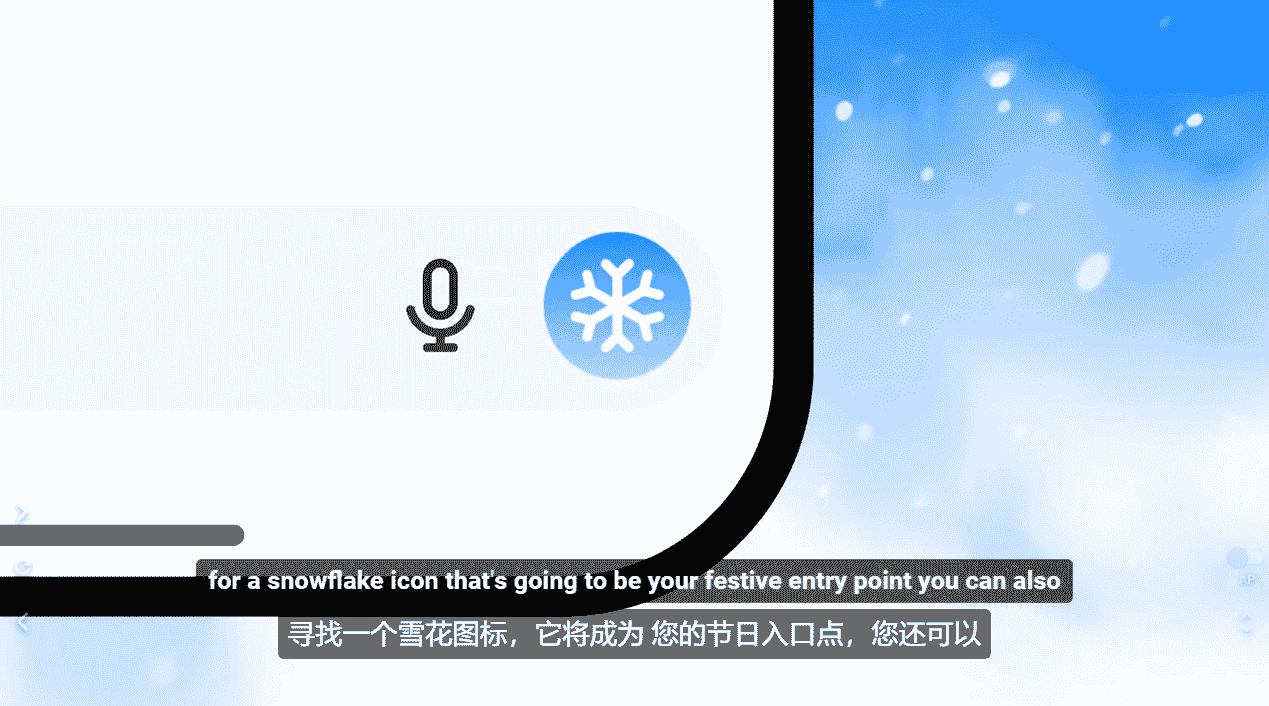 for a snowflake icon that's going to be your festive entry point you can also
寻找一个雪花图标，它将成为 您的节日入口点，您还可以
AP